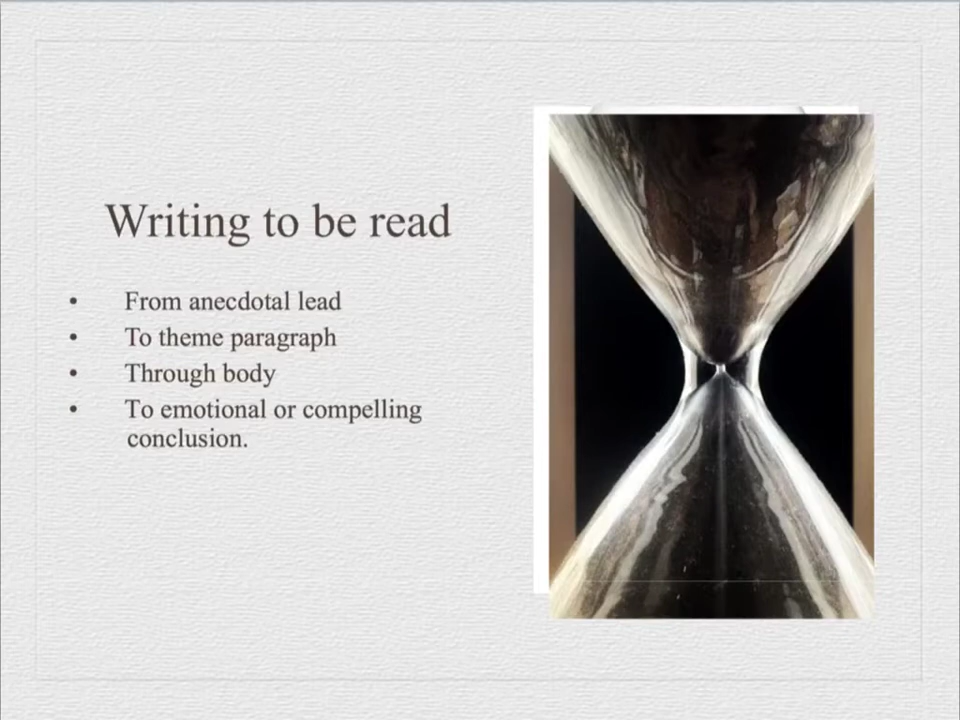 Writing to be read
• From anecdotal lead
• To theme paragraph
• Through body
• To emotional or compelling
conclusion.